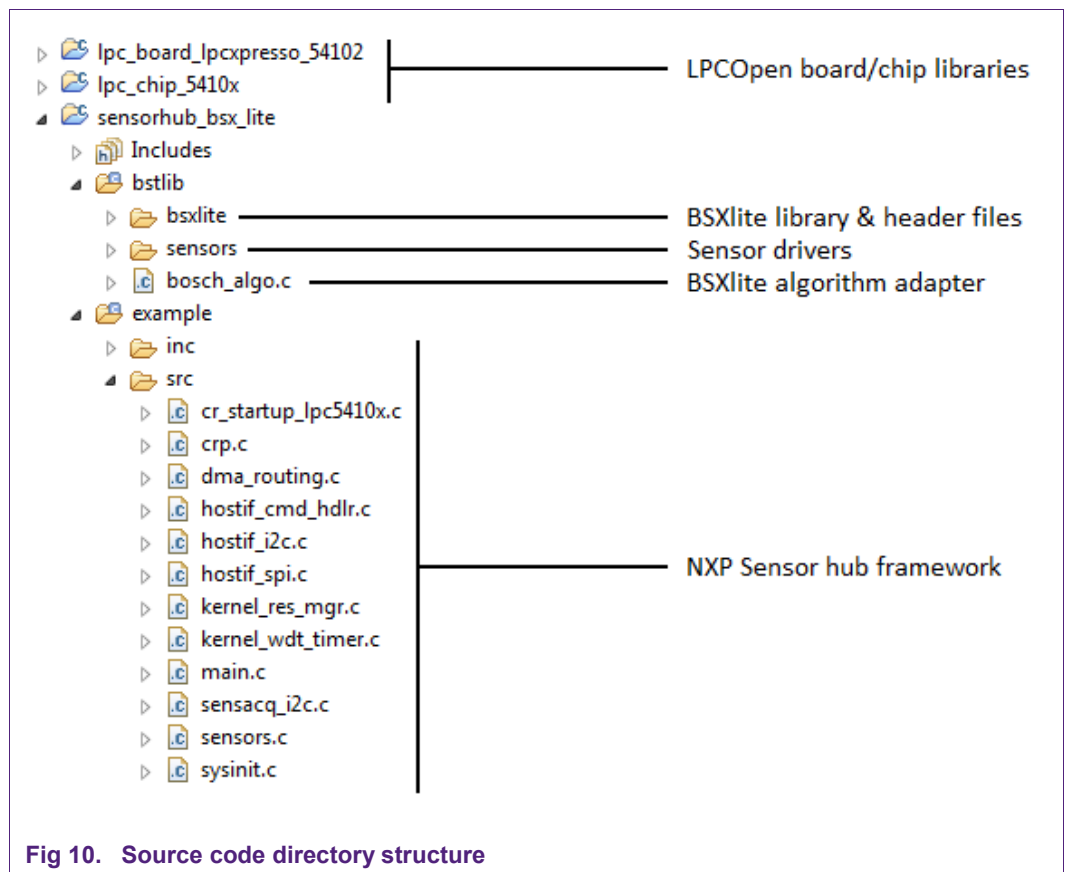 lpc_board_lpcxpresso_54102
LPCOpen board/chip libraries
lpc_chip_5410x
sensorhub_bsx_lite
Includes
bstlib
bsxlite BSXlite library & header files
sensors Sensor drivers
bosch_algo.c BSXlite algorithm adapter
example
inc
src
cr_startup_lpc5410x.c
crp.c
dma_routing.c
hostif_cmd_hdlr.c
hostif_i2c.c
hostif_spi.c NXP Sensor hub framework
kernel_res_mgr.c
kernel_wdt_timer.c
main.c
sensacq_i2c.c
sensors.c
sysinit.c
Fig 10. Source code directory structure